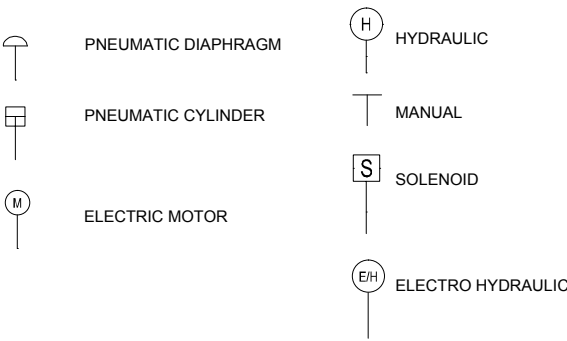 PNEUMATIC DIAPHRAGM
PNEUMATIC CYLINDER
M
ELECTRIC MOTOR
H
HYDRAULIC
MANUAL
S
SOLENOID
E/H
ELECTRO HYDRAULIC